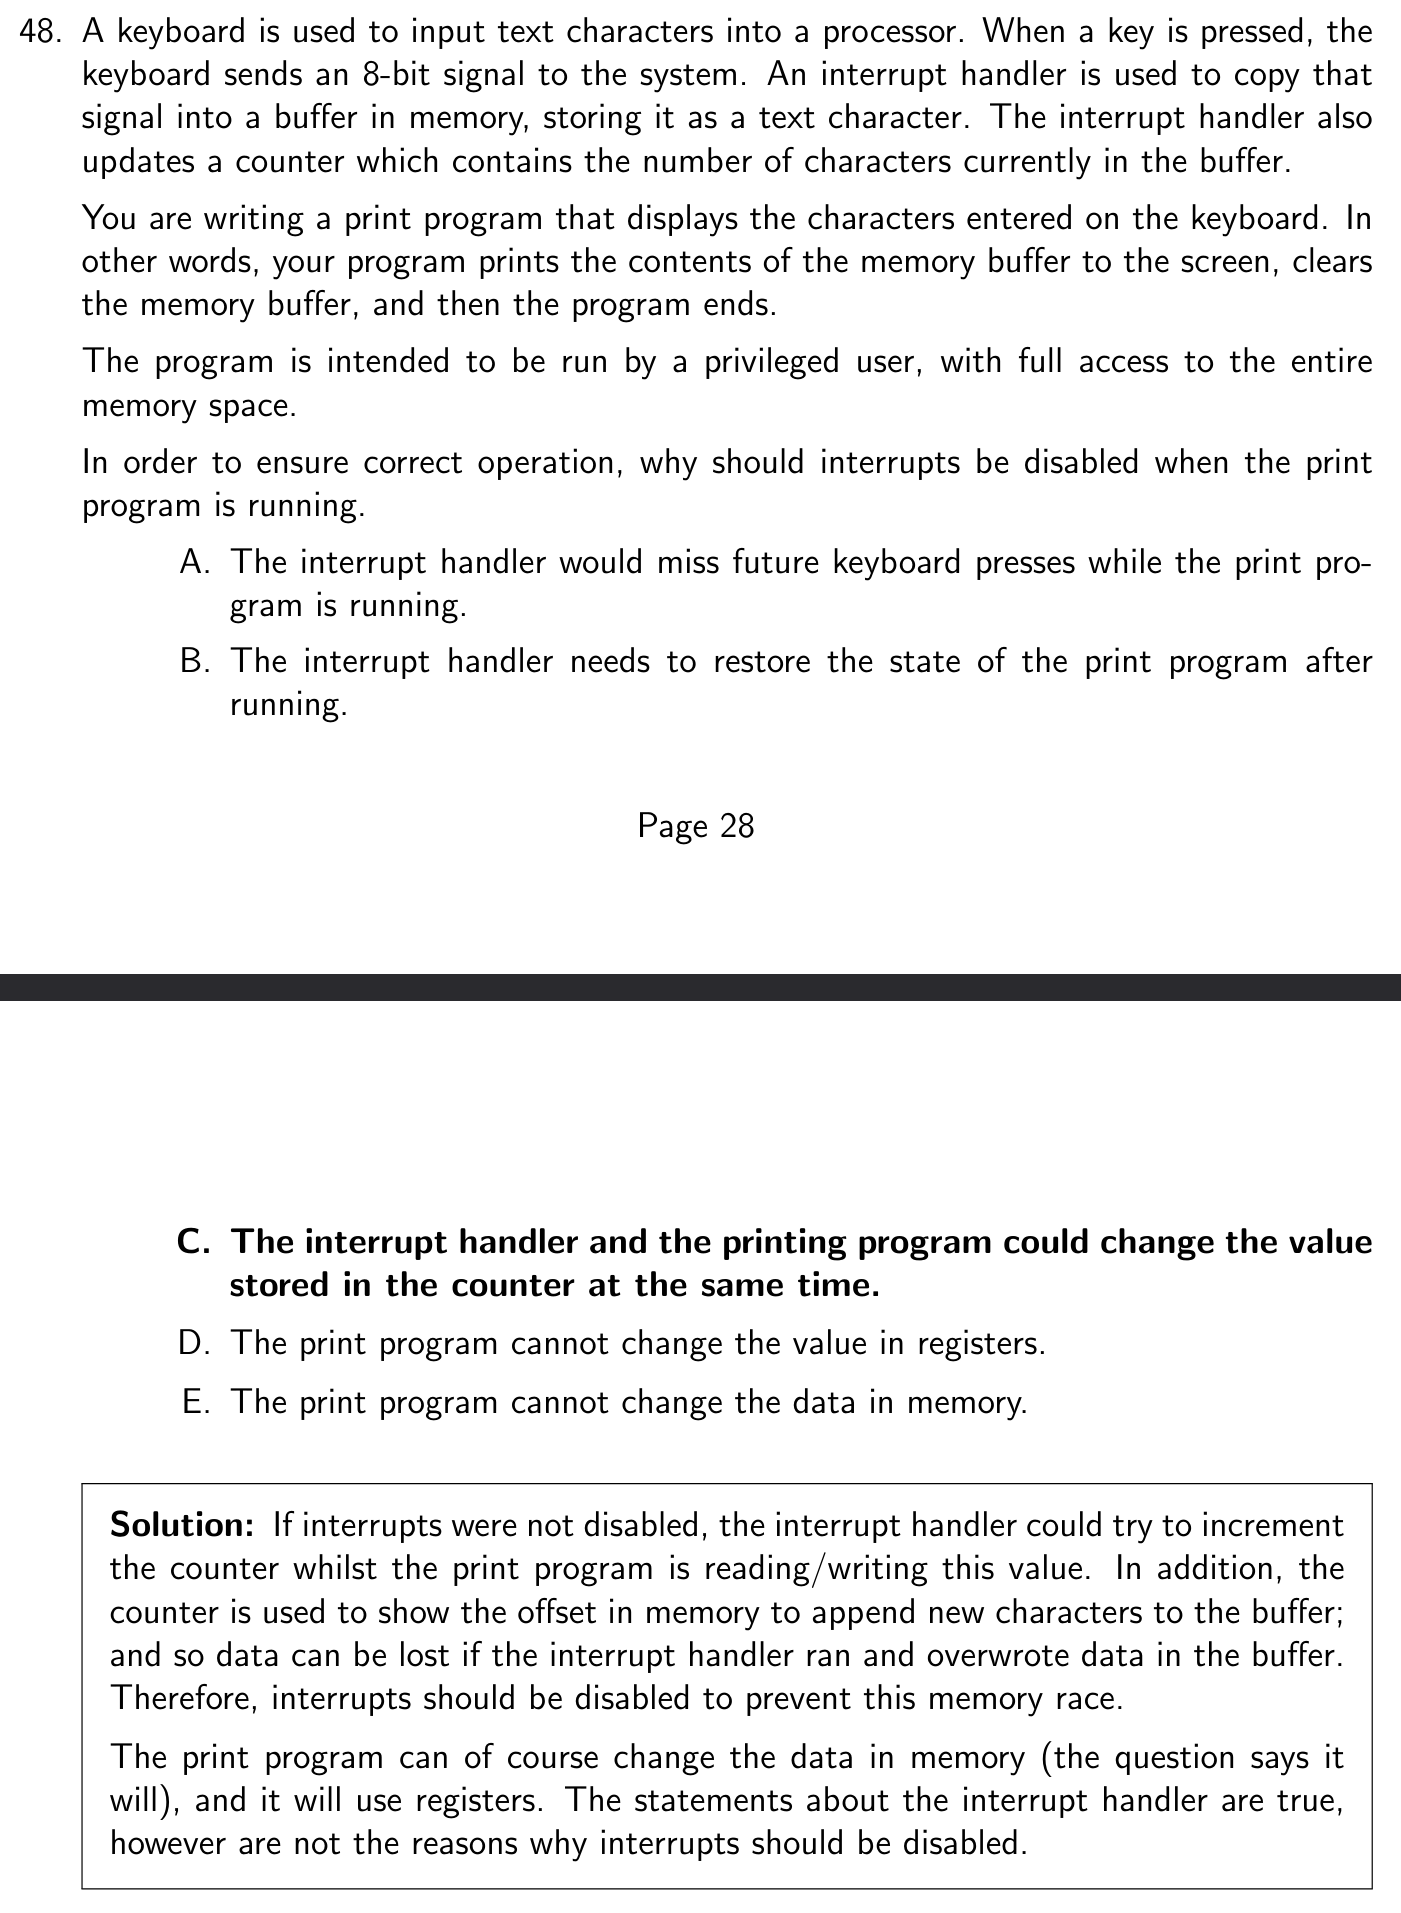 48. A keyboard is used to input text characters into a processor. When a key is pressed, the
keyboard sends an 8-bit signal to the system. An interrupt handler is used to copy that
signal into a buffer in memory, storing it as a text character. The interrupt handler also
updates a counter which contains the number of characters currently in the buffer.
You are writing a print program that displays the characters entered on the keyboard. In
other words, your program prints the contents of the memory buffer to the screen, clears
the memory buffer, and then the program ends.
The program is intended to be run by a privileged user, with full access to the entire
memory space.
In order to ensure correct operation, why should interrupts be disabled when the print
program is running.
A. The interrupt handler would miss future keyboard presses while the print pro-
gram is running.
B. The interrupt handler needs to restore the state of the print program after
running.
Page 28
C. The interrupt handler and the printing program could change the value
stored in the counter at the same time.
D. The print program cannot change the value in registers.
E. The print program cannot change the data in memory.
Solution: If interrupts were not disabled, the interrupt handler could try to increment
the counter whilst the print program is reading/writing this value. In addition, the
counter is used to show the offset in memory to append new characters to the buffer;
and so data can be lost if the interrupt handler ran and overwrote data in the buffer.
Therefore, interrupts should be disabled to prevent this memory race.
The print program can of course change the data in memory (the question says it
will), and it will use registers. The statements about the interrupt handler are true,
however are not the reasons why interrupts should be disabled.